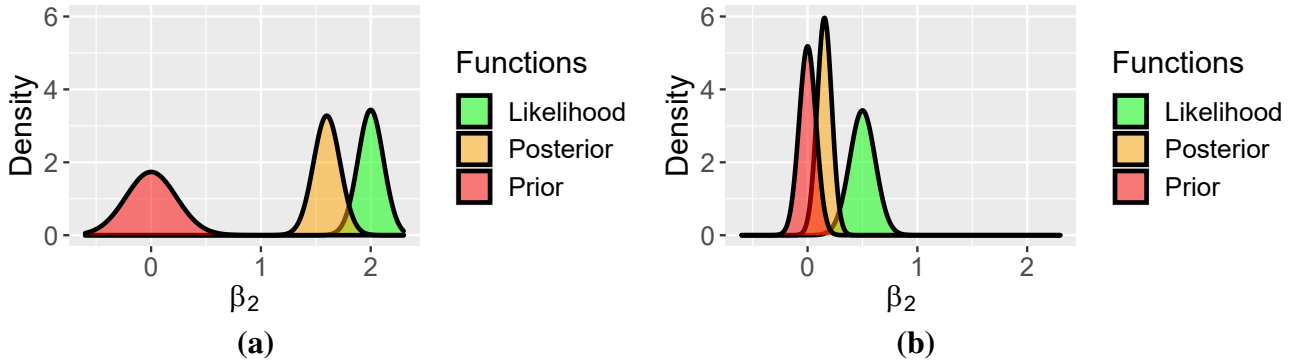 6
4
2
0
Density
0
1
2
β2
Functions
Likelihood
Posterior
Prior
(a)
6
4
2
0
Density
0
1
2
β2
Functions
Likelihood
Posterior
Prior
(b)